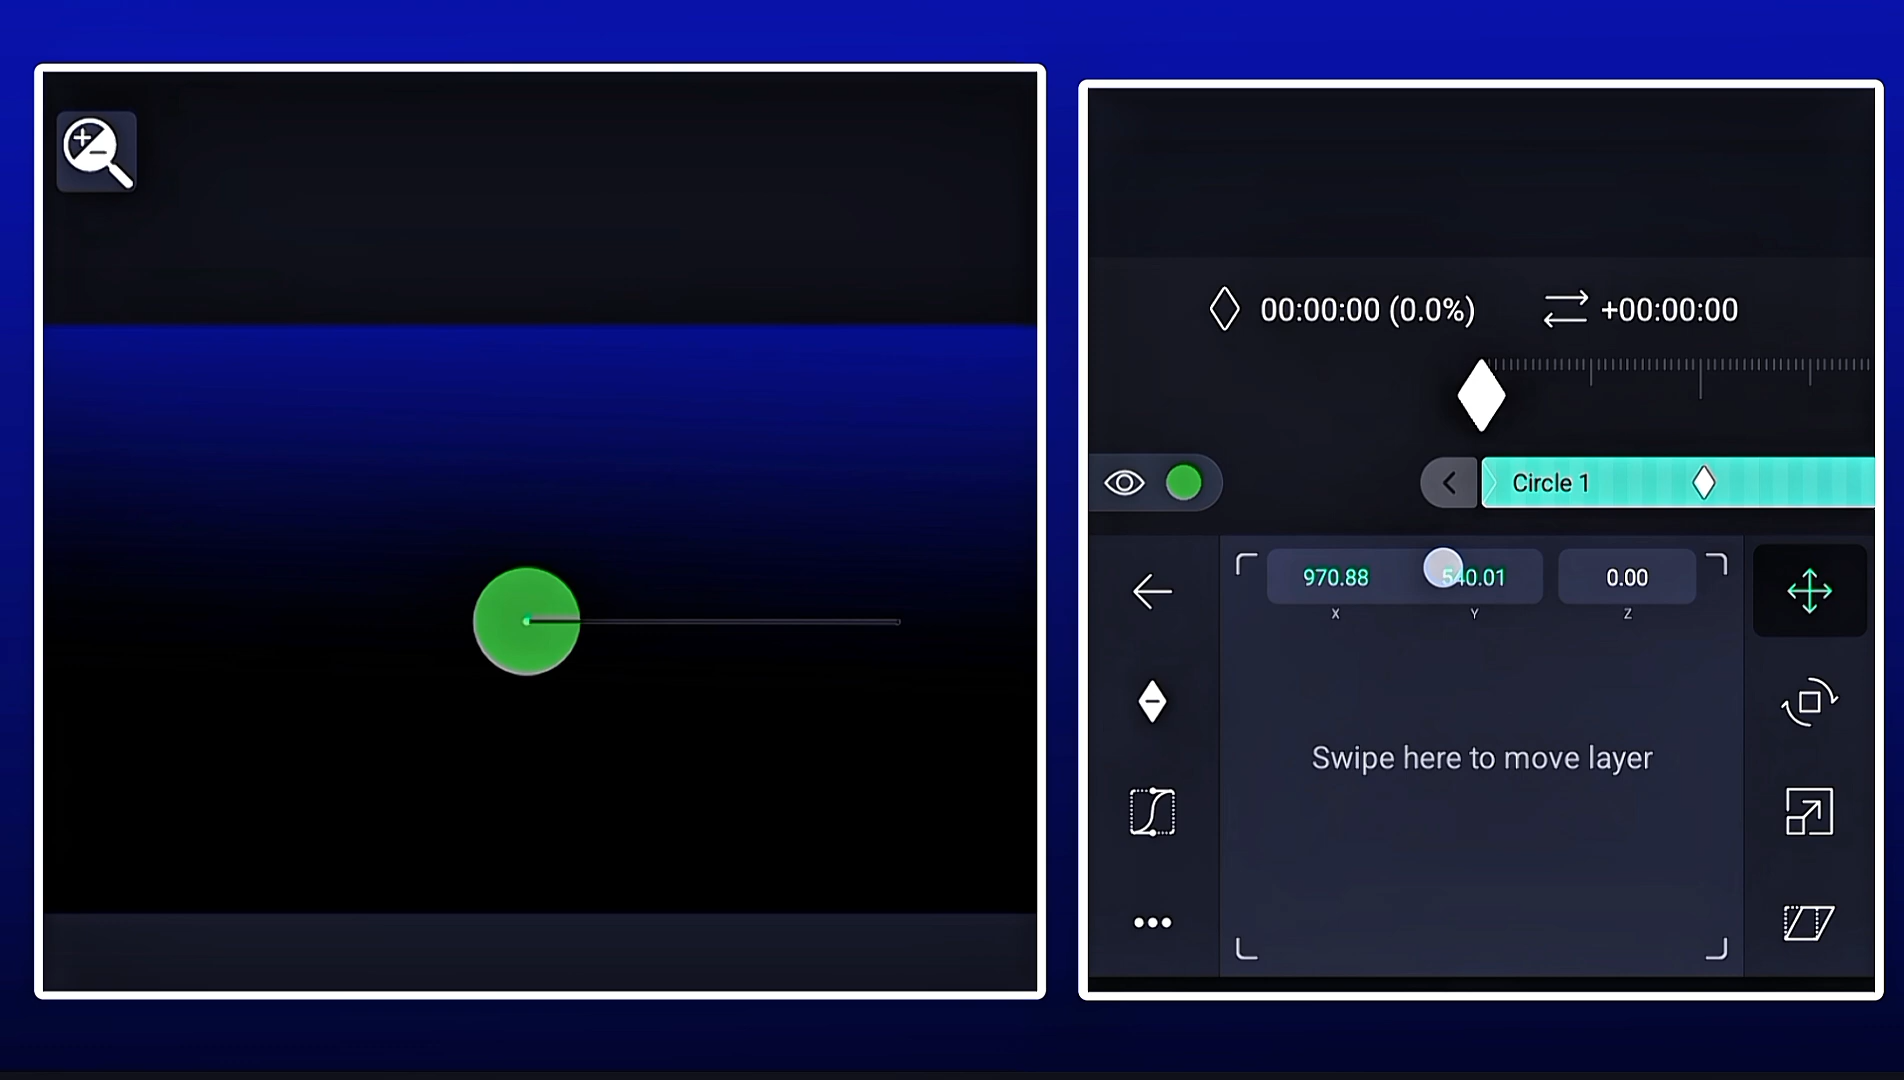 00:00:00 (0.0%) +00:00:00
Circle 1
970.88 540.01 0.00
X Y Z
Swipe here to move layer